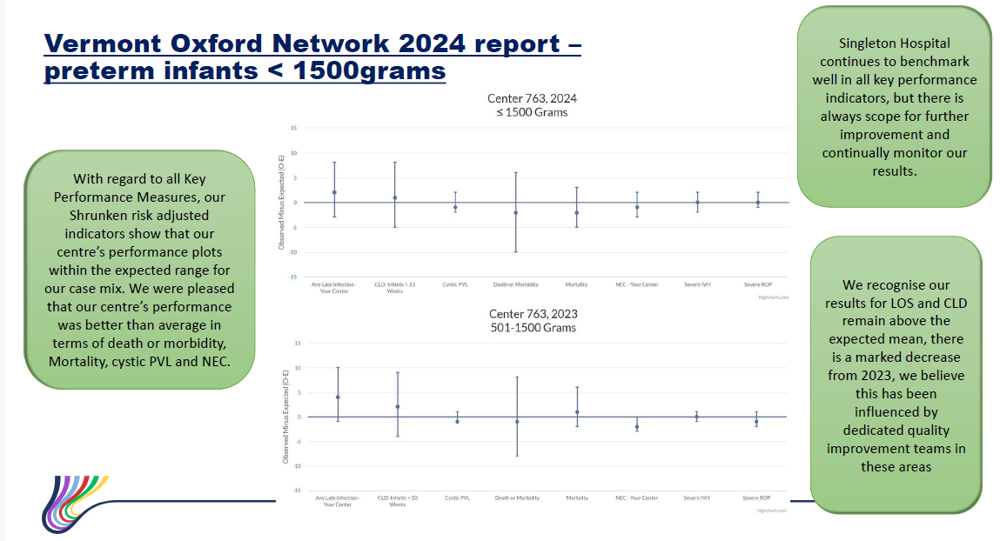 Vermont Oxford Network 2024 report –
preterm infants < 1500grams
Singleton Hospital
continues to benchmark
well in all key performance
indicators, but there is
always scope for further
improvement and
continually monitor our
results.
With regard to all Key
Performance Measures, our
Shrunken risk adjusted
indicators show that our
centre's performance plots
within the expected range for
our case mix. We were pleased
that our centre's performance
was better than average in
terms of death or morbidity,
Mortality, cystic PVL and NEC.
Center 763, 2024
≤ 1500 Grams
Observed Minus Expected (O-E)
15
10
5
0
-5
-10
-15
Any Late Infection -
Your Center
CLD: Infants < 33
Weeks
Cystic PVL
Death or Morbidity
Mortality
NEC - Your Center
Severe IVH
Severe ROP
Highcharts.com
Center 763, 2023
501-1500 Grams
Observed Minus Expected (O-E)
15
10
5
0
-5
-10
-15
Any Late Infection -
Your Center
CLD: Infants < 33
Weeks
Cystic PVL
Death or Morbidity
Mortality
NEC - Your Center
Severe IVH
Severe ROP
Highcharts.com
We recognise our
results for LOS and CLD
remain above the
expected mean, there
is a marked decrease
from 2023, we believe
this has been
influenced by
dedicated quality
improvement teams in
these areas